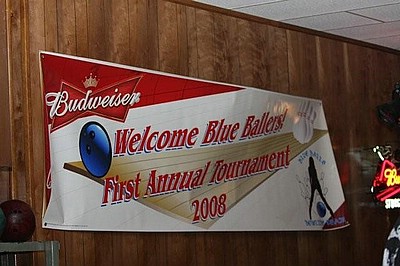 Budweiser
Welcome Blue Ballers!
First Annual Tournament
2008